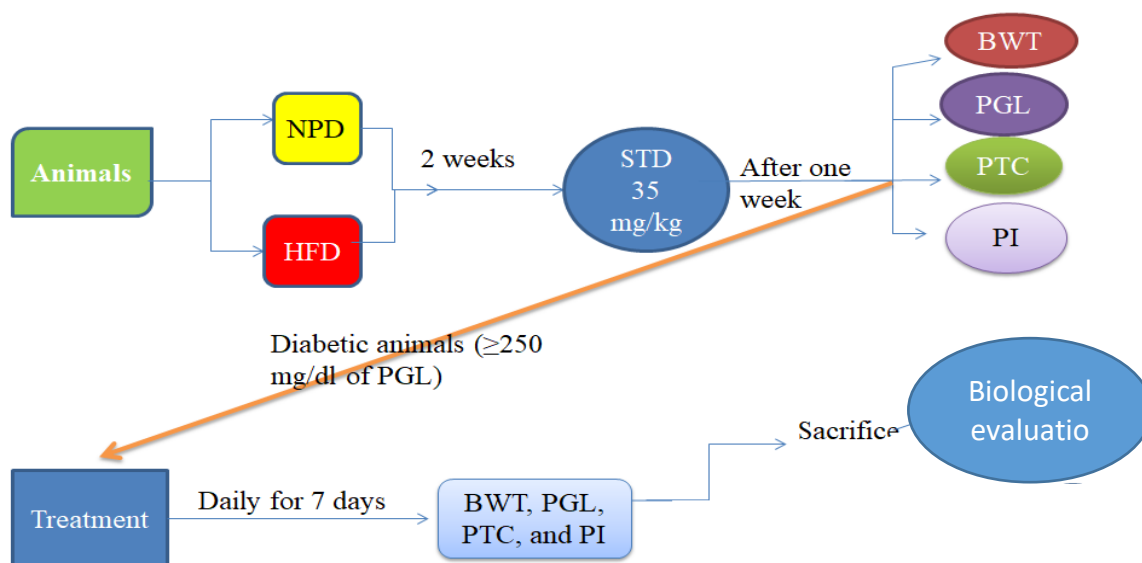 BWT
PGL
PTC
PI
Animals
NPD
HFD
2 weeks
STD
35
mg/kg
After one
week
Diabetic animals (≥250
mg/dl of PGL)
Biological
evaluatio
Sacrifice
Treatment
Daily for 7 days
BWT, PGL,
PTC, and PI